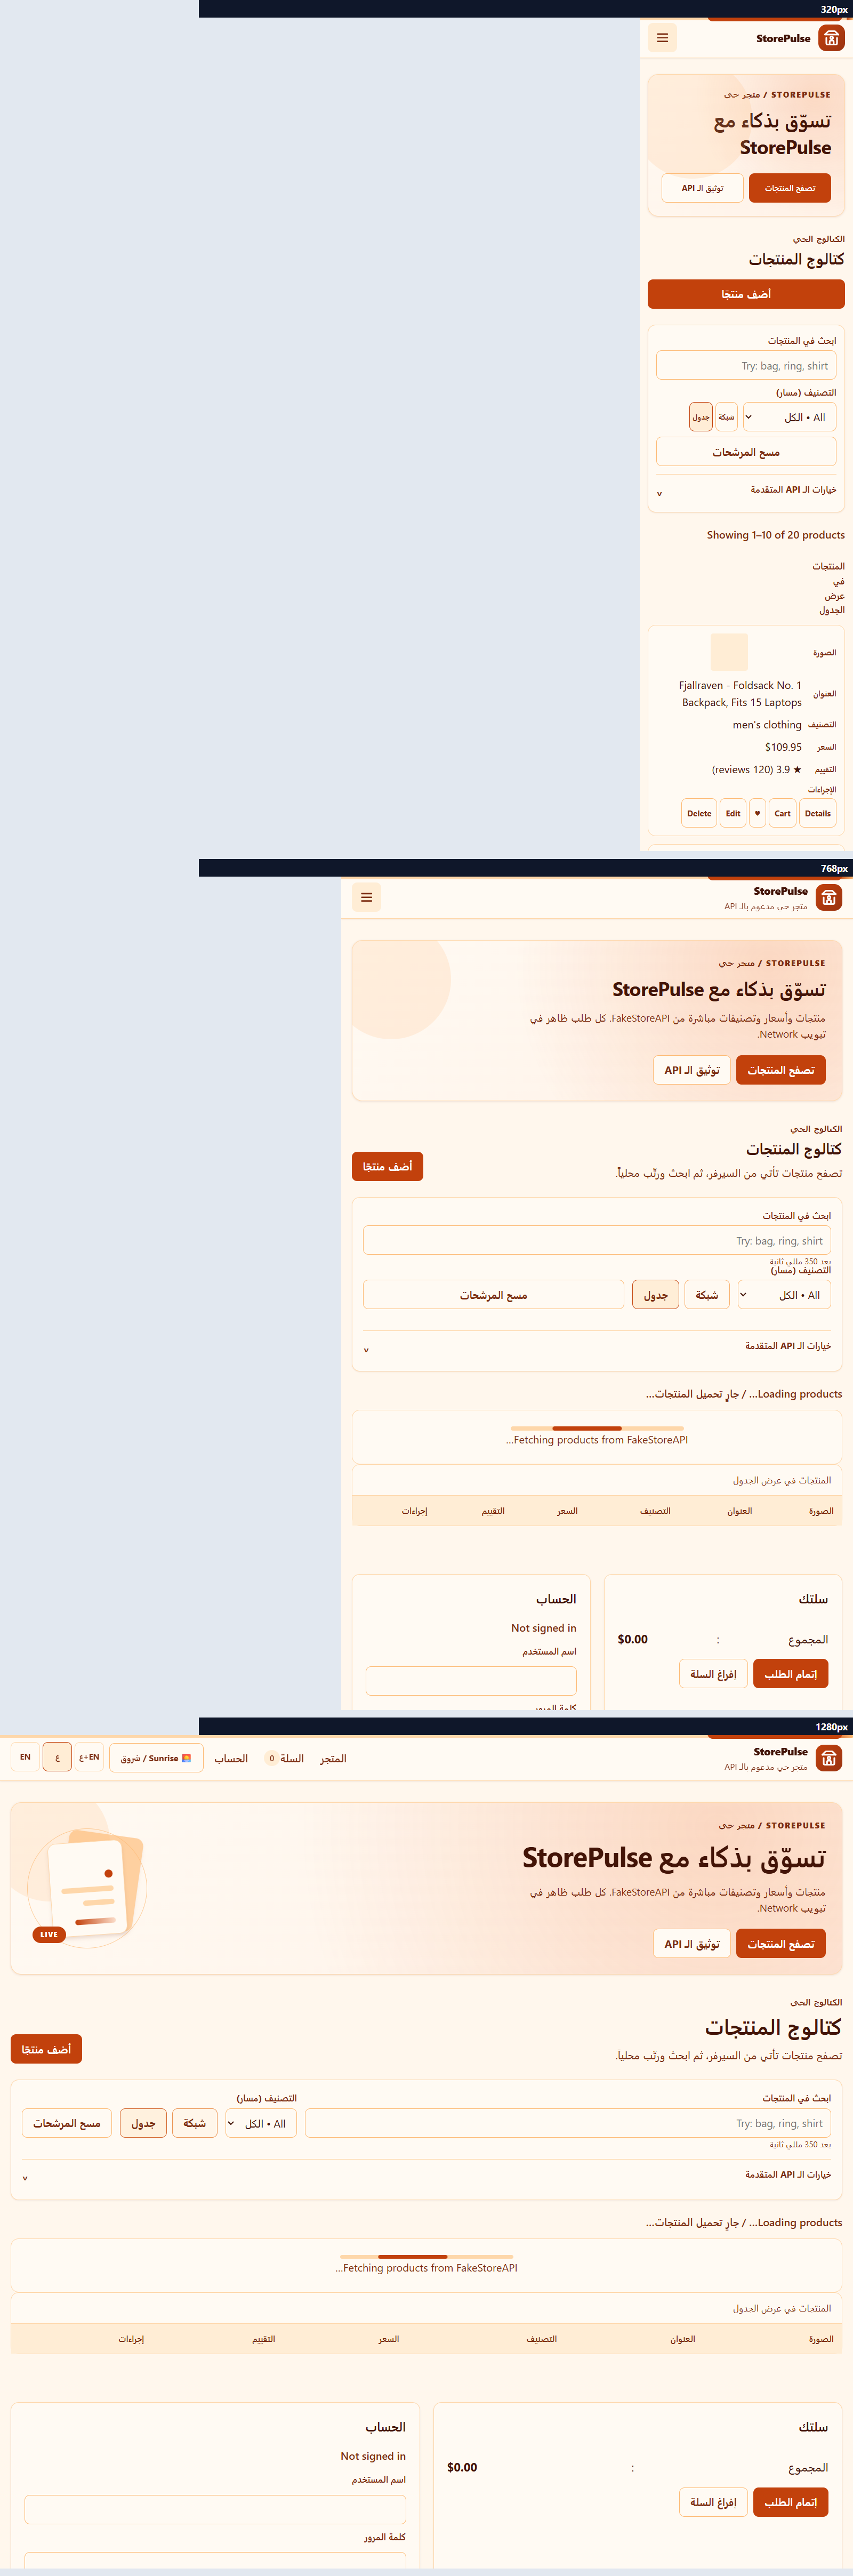 320px
StorePulse
STOREPULSE / متجر حي
تسوّق بذكاء مع
StorePulse
تصفح المنتجات
توثيق الـ API
الكتالوج الحي
كتالوج المنتجات
أضف منتجًا
ابحث في المنتجات
Try: bag, ring, shirt
التصنيف (مسار)
All • الكل
شبكة
جدول
مسح المرشحات
خيارات الـ API المتقدمة
Showing 1–10 of 20 products
المنتجات
في
عرض
الجدول
الصورة
العنوان
Fjallraven - Foldsack No. 1
Backpack, Fits 15 Laptops
التصنيف
men's clothing
السعر
$109.95
التقييم
★ 3.9 (120 reviews)
الإجراءات
Details
Cart
♥
Edit
Delete
768px
StorePulse
متجر حي مدعوم بالـ API
STOREPULSE / متجر حي
تسوّق بذكاء مع StorePulse
منتجات وأسعار وتصنيفات مباشرة من FakeStoreAPI. كل طلب ظاهر في
تبويب Network.
تصفح المنتجات
توثيق الـ API
الكتالوج الحي
كتالوج المنتجات
تصفح منتجات تأتي من السيرفر، ثم ابحث ورتّب محلياً.
أضف منتجًا
ابحث في المنتجات
Try: bag, ring, shirt
بعد 350 مللي ثانية
التصنيف (مسار)
All • الكل
شبكة
جدول
مسح المرشحات
خيارات الـ API المتقدمة
Loading products... / جارٍ تحميل المنتجات...
Fetching products from FakeStoreAPI...
المنتجات في عرض الجدول
الصورة
العنوان
التصنيف
السعر
التقييم
إجراءات
سلتك
المجموع
:
$0.00
إتمام الطلب
إفراغ السلة
الحساب
Not signed in
اسم المستخدم
كلمة المرور
1280px
StorePulse
متجر حي مدعوم بالـ API
المتجر
السلة 0
الحساب
Sunrise / شروق
ع+EN
ع
EN
STOREPULSE / متجر حي
تسوّق بذكاء مع StorePulse
منتجات وأسعار وتصنيفات مباشرة من FakeStoreAPI. كل طلب ظاهر في
تبويب Network.
تصفح المنتجات
توثيق الـ API
LIVE
الكتالوج الحي
كتالوج المنتجات
تصفح منتجات تأتي من السيرفر، ثم ابحث ورتّب محلياً.
أضف منتجًا
ابحث في المنتجات
Try: bag, ring, shirt
بعد 350 مللي ثانية
التصنيف (مسار)
All • الكل
شبكة
جدول
مسح المرشحات
خيارات الـ API المتقدمة
Loading products... / جارٍ تحميل المنتجات...
Fetching products from FakeStoreAPI...
المنتجات في عرض الجدول
الصورة
العنوان
التصنيف
السعر
التقييم
إجراءات
سلتك
المجموع
:
$0.00
إتمام الطلب
إفراغ السلة
الحساب
Not signed in
اسم المستخدم
كلمة المرور